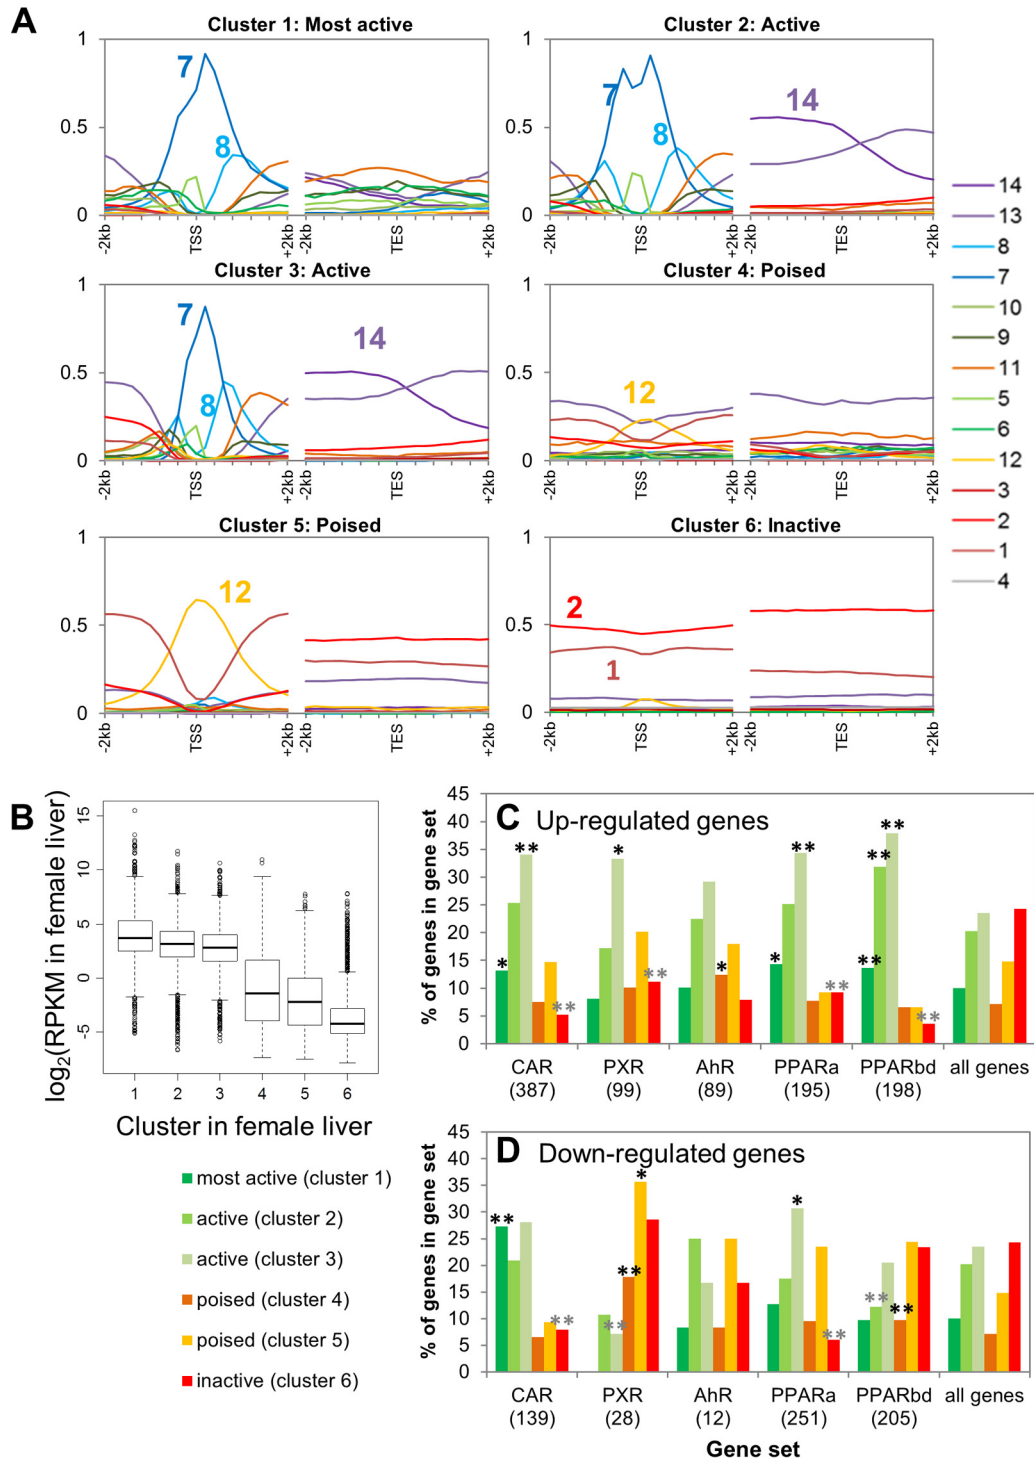 A
Cluster 1: Most active
Cluster 2: Active
1
0.5
0
7
8
-2kb
TSS
+2kb
TES
+2kb
1
0.5
0
7
8
14
-2kb
TSS
+2kb
TES
+2kb
Cluster 3: Active
Cluster 4: Poised
1
0.5
0
7
8
14
-2kb
TSS
+2kb
TES
+2kb
1
0.5
0
12
-2kb
TSS
+2kb
TES
+2kb
Cluster 5: Poised
Cluster 6: Inactive
1
0.5
0
12
-2kb
TSS
+2kb
TES
+2kb
1
0.5
0
2
1
-2kb
TSS
+2kb
TES
+2kb
14
13
8
7
10
9
11
5
6
12
3
2
1
4
B
log2(RPKM in female liver)
15
10
5
0
-5
1 2 3 4 5 6
Cluster in female liver
most active (cluster 1)
active (cluster 2)
active (cluster 3)
poised (cluster 4)
poised (cluster 5)
inactive (cluster 6)
C Up-regulated genes
% of genes in gene set
45
40
35
30
25
20
15
10
5
0
* ** ** * ** * * ** ** ** ** ** **
CAR PXR AhR PPARa PPARbd all genes
(387) (99) (89) (195) (198)
D Down-regulated genes
% of genes in gene set
45
40
35
30
25
20
15
10
5
0
** ** ** ** * * ** ** **
CAR PXR AhR PPARa PPARbd all genes
(139) (28) (12) (251) (205)
Gene set